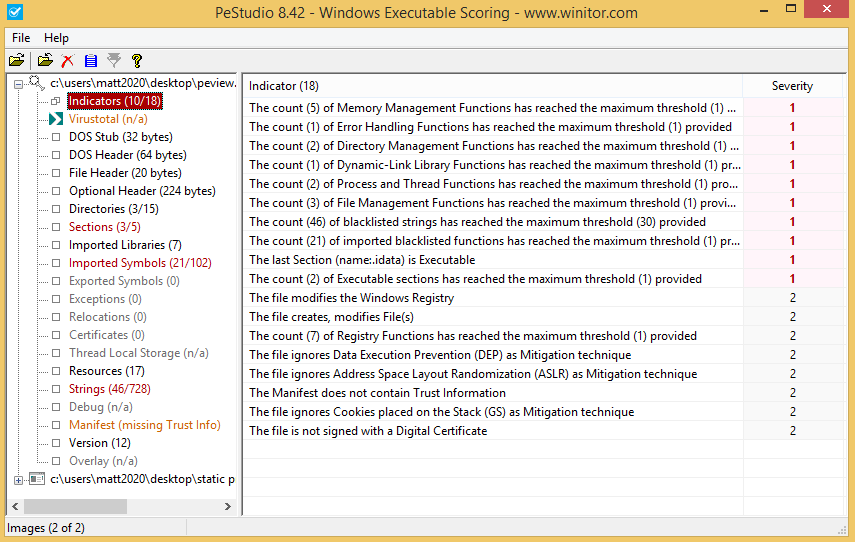 PeStudio 8.42 - Windows Executable Scoring - www.winitor.com
File Help
c:\users\matt2020\desktop\peview.
Indicators (10/18)
Virustotal (n/a)
DOS Stub (32 bytes)
DOS Header (64 bytes)
File Header (20 bytes)
Optional Header (224 bytes)
Directories (3/15)
Sections (3/5)
Imported Libraries (7)
Imported Symbols (21/102)
Exported Symbols (0)
Exceptions (0)
Relocations (0)
Certificates (0)
Thread Local Storage (n/a)
Resources (17)
Strings (46/728)
Debug (n/a)
Manifest (missing Trust Info)
Version (12)
Overlay (n/a)
c:\users\matt2020\desktop\static p
Indicator (18) Severity
The count (5) of Memory Management Functions has reached the maximum threshold (1) ... 1
The count (1) of Error Handling Functions has reached the maximum threshold (1) provided 1
The count (2) of Directory Management Functions has reached the maximum threshold (1) ... 1
The count (1) of Dynamic-Link Library Functions has reached the maximum threshold (1) pr... 1
The count (2) of Process and Thread Functions has reached the maximum threshold (1) pro... 1
The count (3) of File Management Functions has reached the maximum threshold (1) provi... 1
The count (46) of blacklisted strings has reached the maximum threshold (30) provided 1
The count (21) of imported blacklisted functions has reached the maximum threshold (1) pr... 1
The last Section (name:.idata) is Executable 1
The count (2) of Executable sections has reached the maximum threshold (1) provided 1
The file modifies the Windows Registry 2
The file creates, modifies File(s) 2
The count (7) of Registry Functions has reached the maximum threshold (1) provided 2
The file ignores Data Execution Prevention (DEP) as Mitigation technique 2
The file ignores Address Space Layout Randomization (ASLR) as Mitigation technique 2
The Manifest does not contain Trust Information 2
The file ignores Cookies placed on the Stack (GS) as Mitigation technique 2
The file is not signed with a Digital Certificate 2
Images (2 of 2)